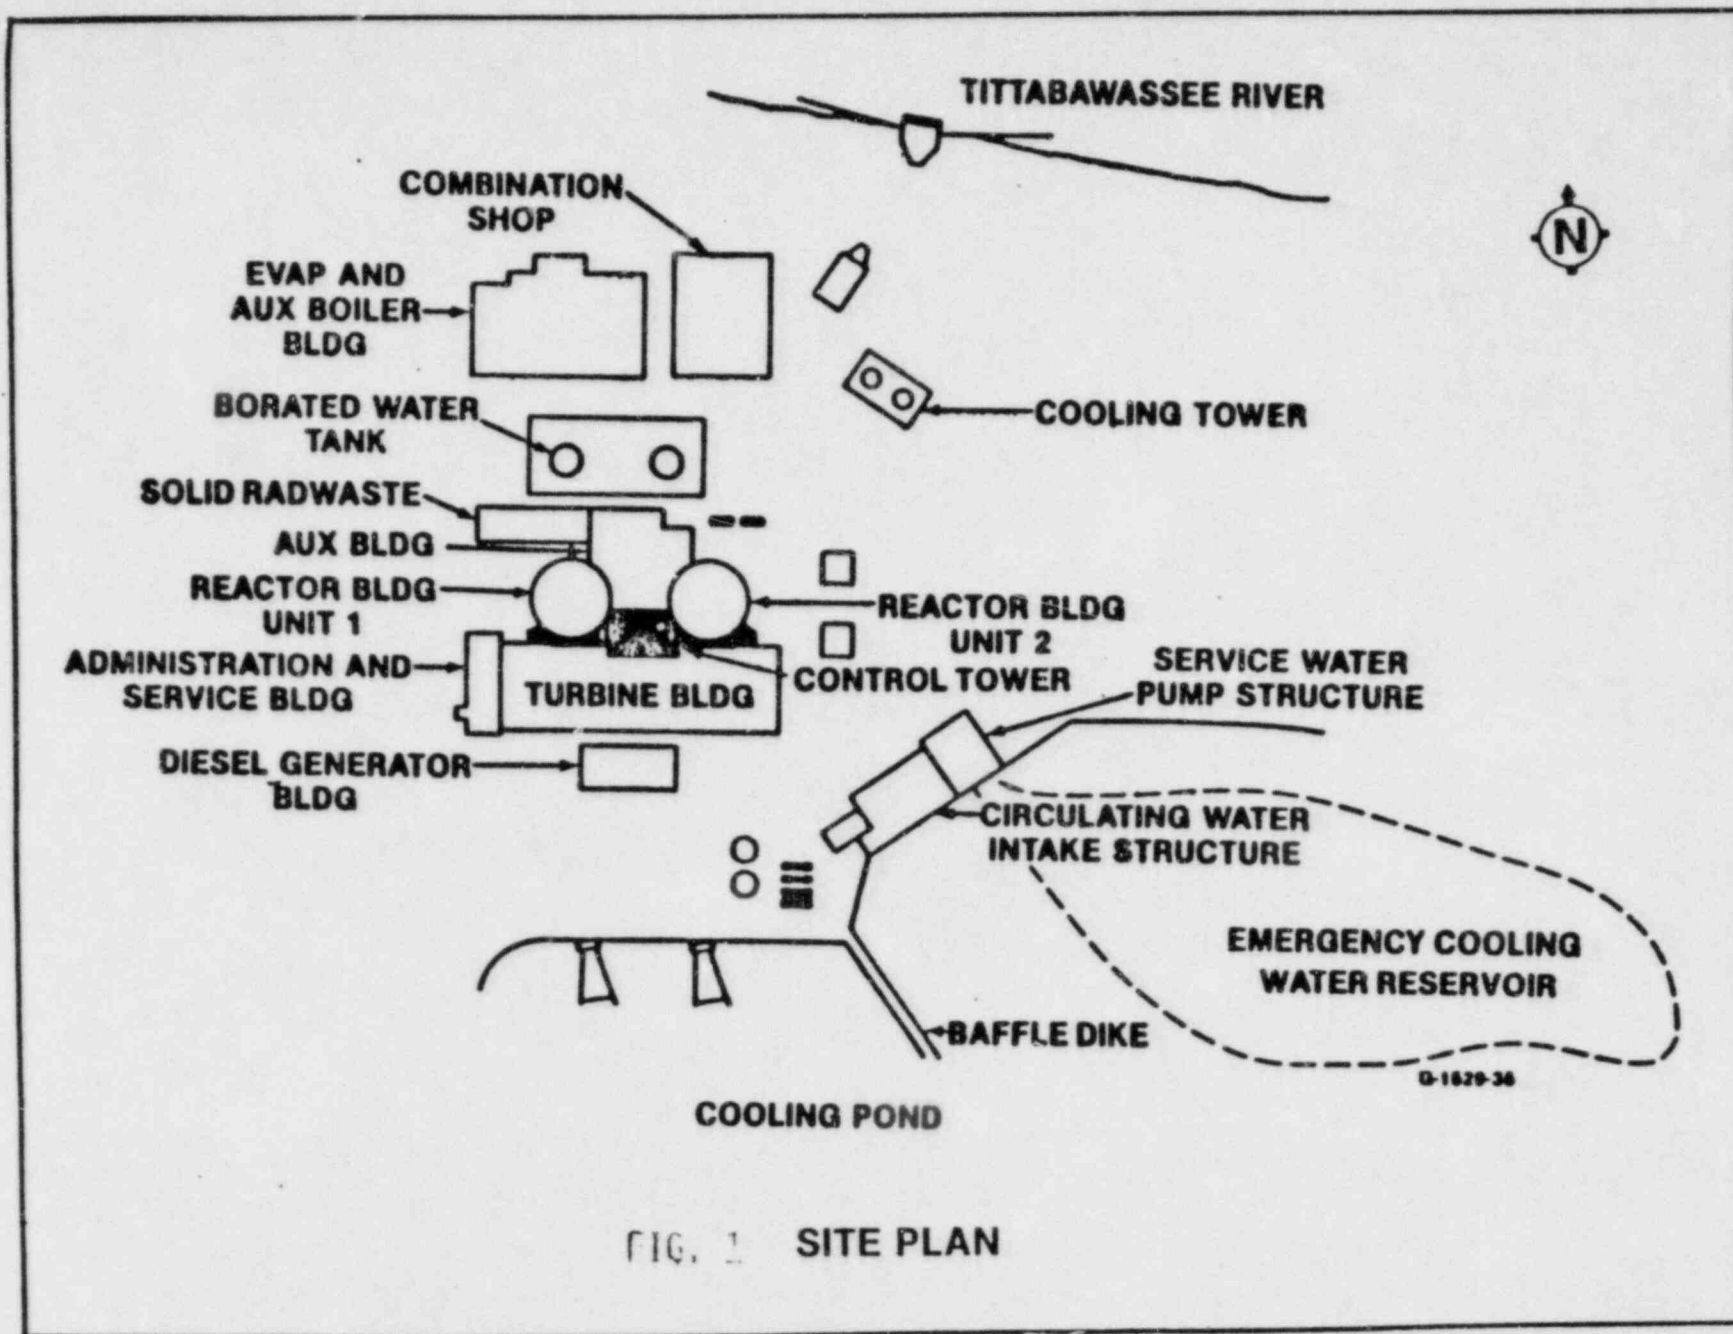 TITTABAWASSEE RIVER
COMBINATION
SHOP
N
EVAP AND
AUX BOILER
BLDG
BORATED WATER
TANK
COOLING TOWER
SOLID RADWASTE
AUX BLDG
REACTOR BLDG
UNIT 1
REACTOR BLDG
UNIT 2
ADMINISTRATION AND
SERVICE BLDG
TURBINE BLDG
CONTROL TOWER
SERVICE WATER
PUMP STRUCTURE
DIESEL GENERATOR
BLDG
CIRCULATING WATER
INTAKE STRUCTURE
EMERGENCY COOLING
WATER RESERVOIR
BAFFLE DIKE
G-1629-36
COOLING POND
FIG. 1 SITE PLAN